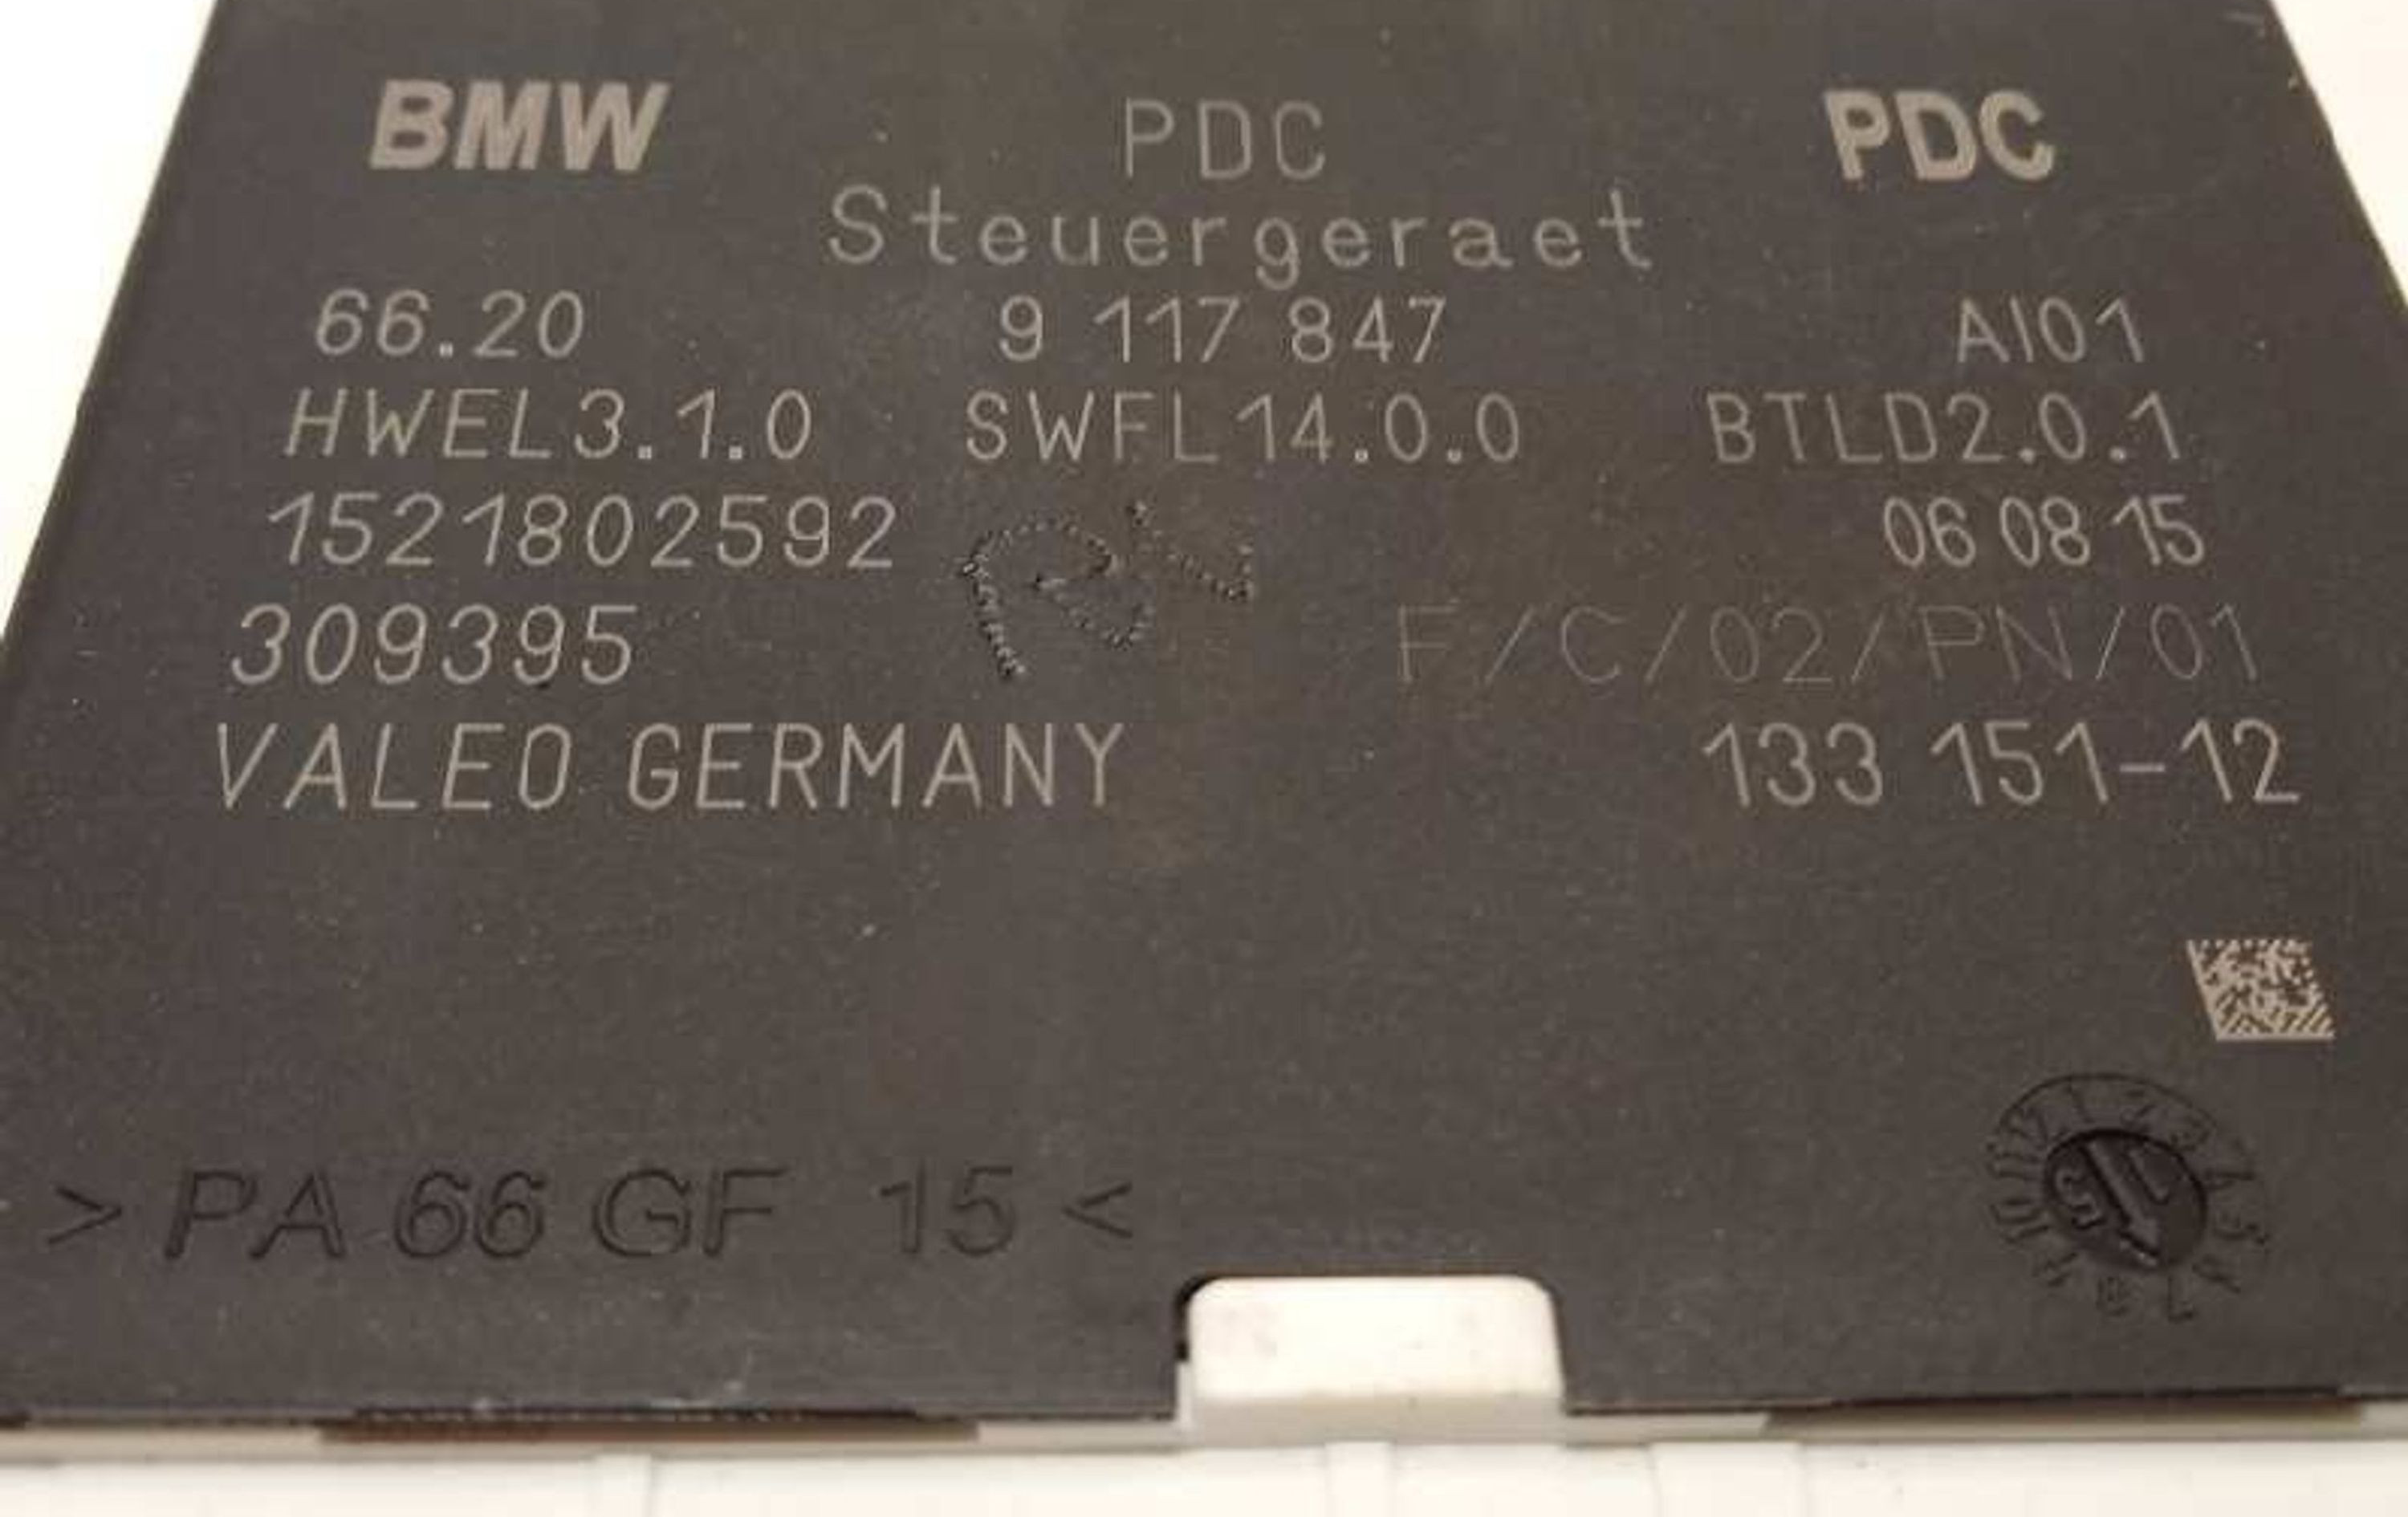 BMW PDC PDC
Steuergeraet
66.20 9 117 847 AI01
HWEL3.1.0 SWFL14.0.0 BTLD2.0.1
1521802592 06 08 15
309395 F/C/02/PN/01
VALEO GERMANY 133 151-12
> PA 66 GF 15 <